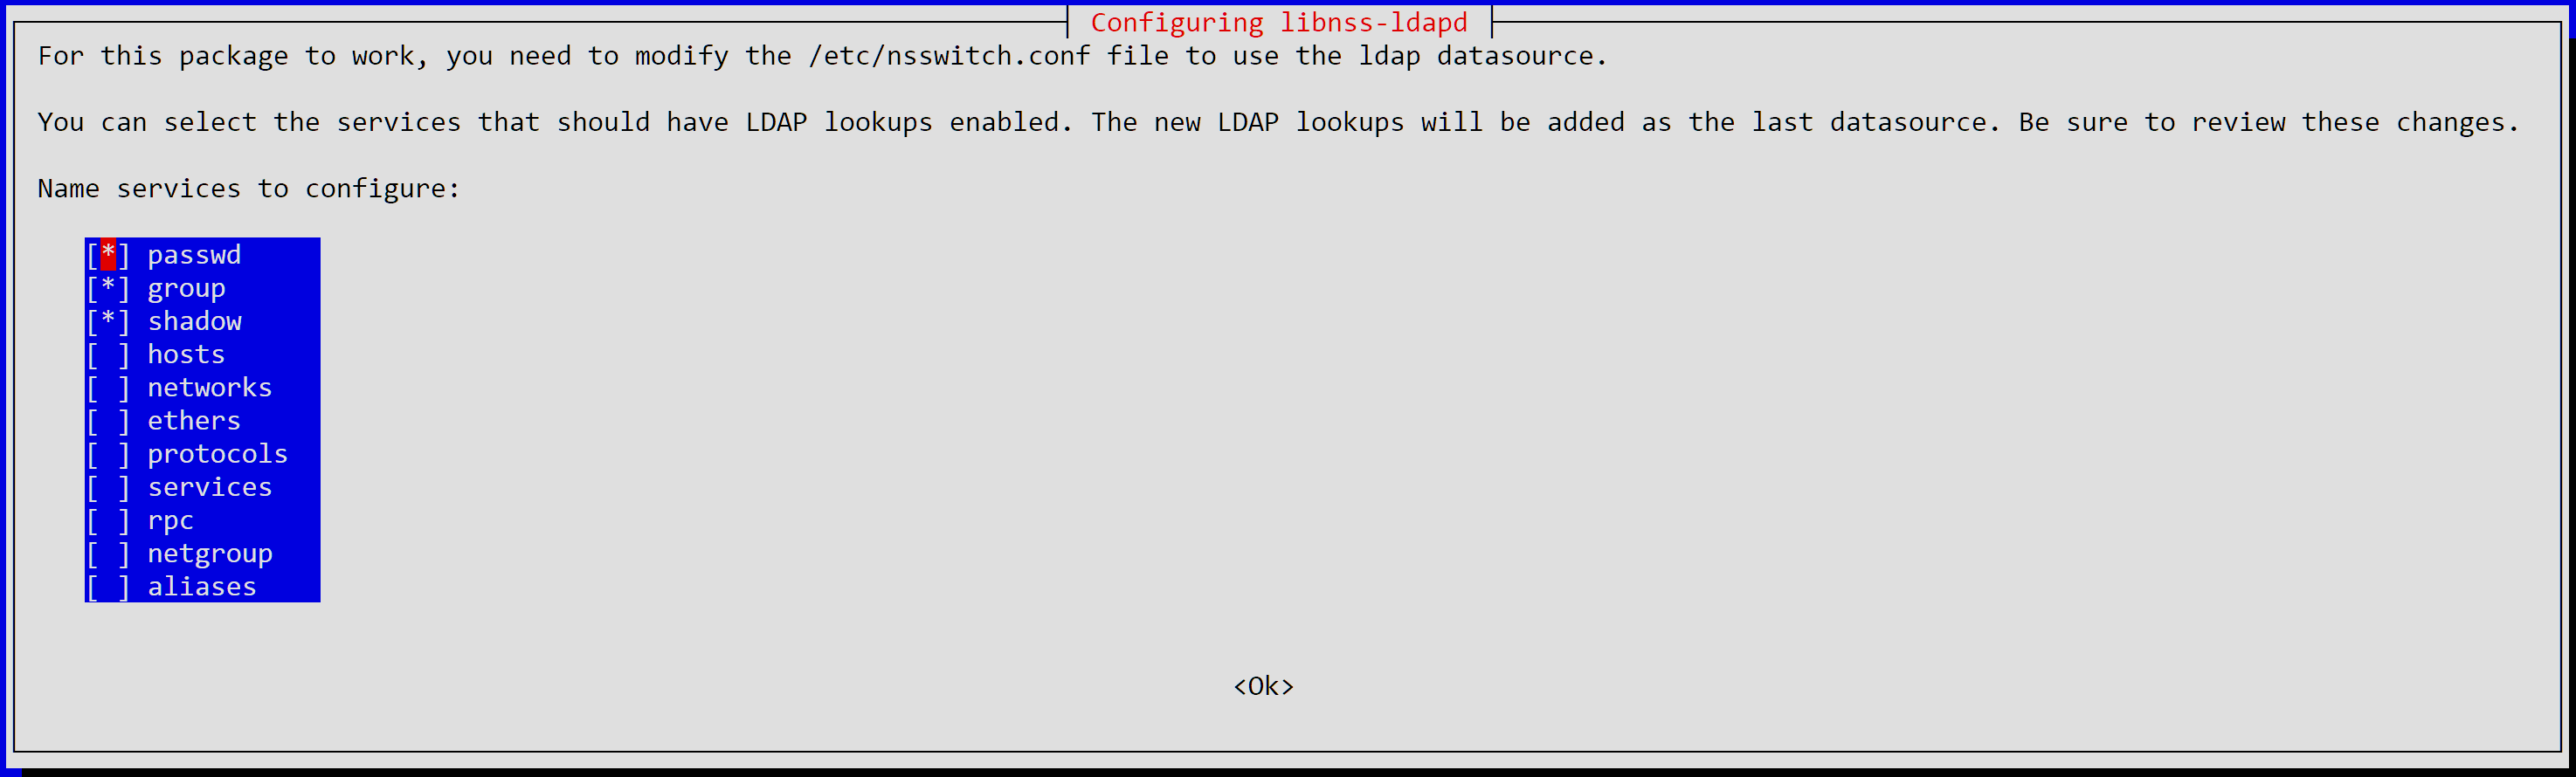 Configuring libnss-ldapd
For this package to work, you need to modify the /etc/nsswitch.conf file to use the ldap datasource.
You can select the services that should have LDAP lookups enabled. The new LDAP lookups will be added as the last datasource. Be sure to review these changes.
Name services to configure:
[*] passwd
[*] group
[*] shadow
[ ] hosts
[ ] networks
[ ] ethers
[ ] protocols
[ ] services
[ ] rpc
[ ] netgroup
[ ] aliases
<Ok>